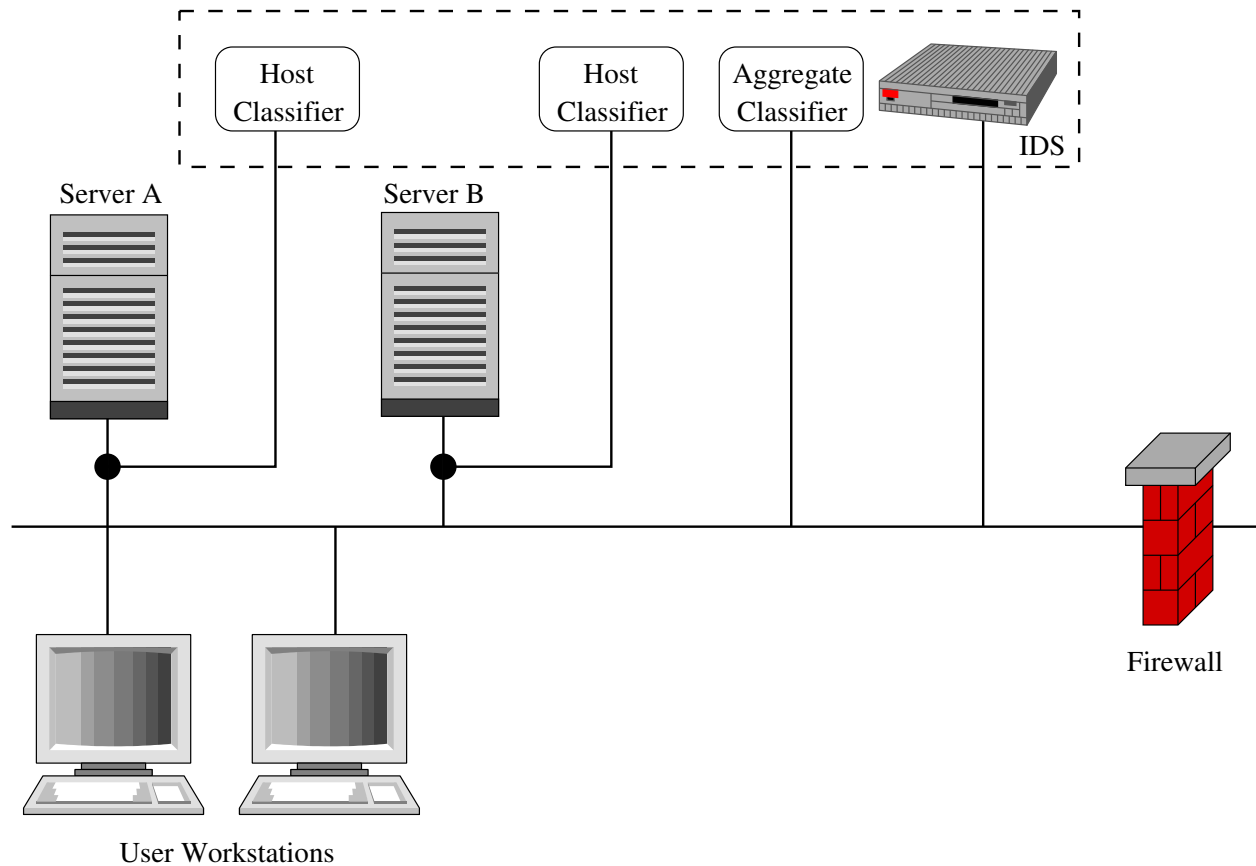 Host
Classifier
Host
Classifier
Aggregate
Classifier
IDS
Server A
Server B
Firewall
User Workstations